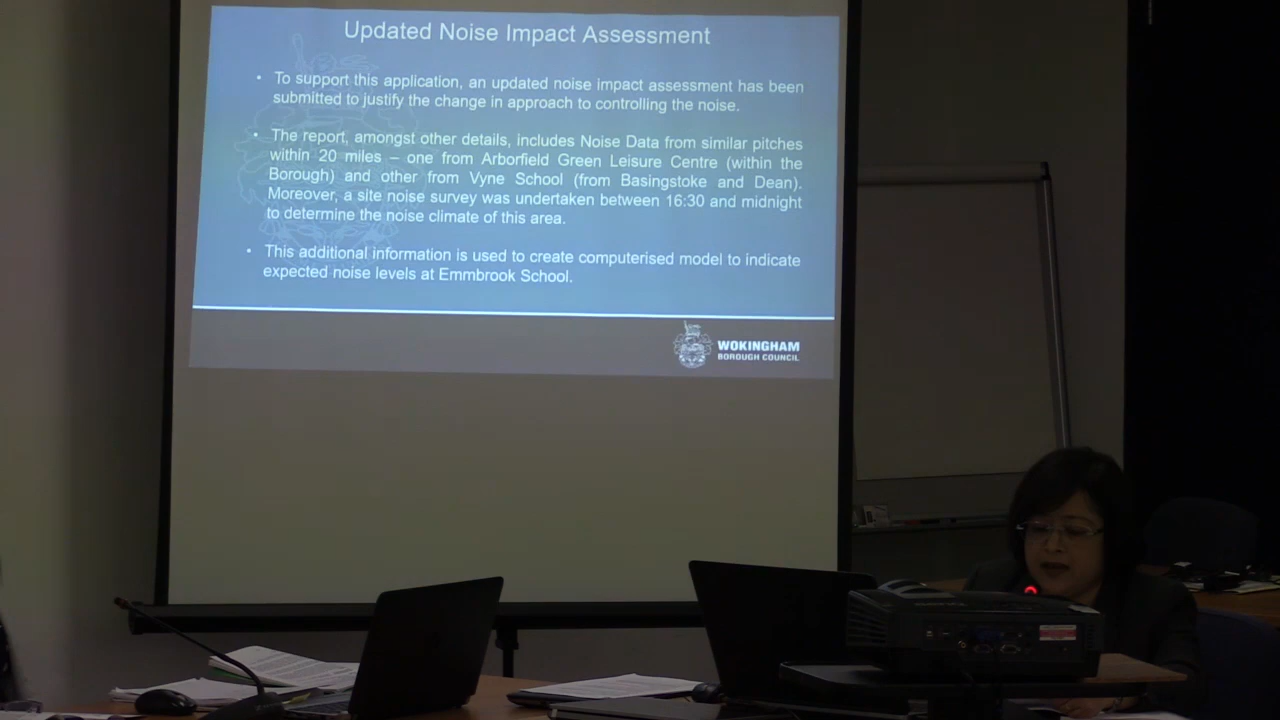 Updated Noise Impact Assessment
• To support this application, an updated noise impact assessment has been
submitted to justify the change in approach to controlling the noise.
• The report, amongst other details, includes Noise Data from similar pitches
within 20 miles – one from Arborfield Green Leisure Centre (within the
Borough) and other from Vyne School (from Basingstoke and Dean).
Moreover, a site noise survey was undertaken between 16:30 and midnight
to determine the noise climate of this area.
• This additional information is used to create computerised model to indicate
expected noise levels at Emmbrook School.
WOKINGHAM
BOROUGH COUNCIL